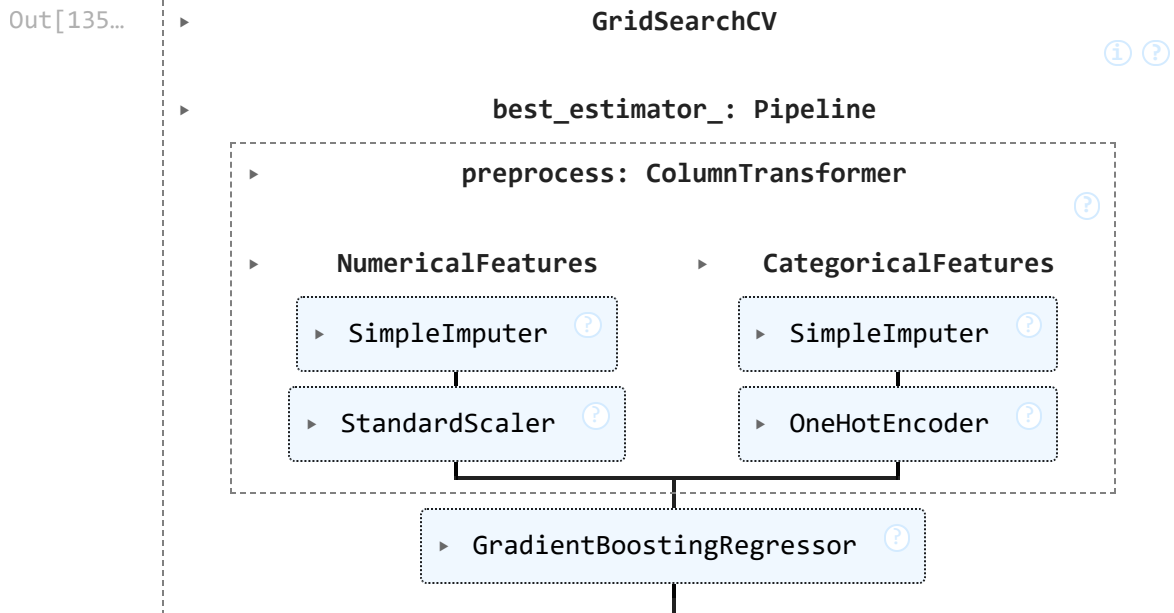 Out[135… GridSearchCV
i ?
best_estimator_: Pipeline
preprocess: ColumnTransformer
?
NumericalFeatures CategoricalFeatures
SimpleImputer ? SimpleImputer ?
StandardScaler ? OneHotEncoder ?
GradientBoostingRegressor ?